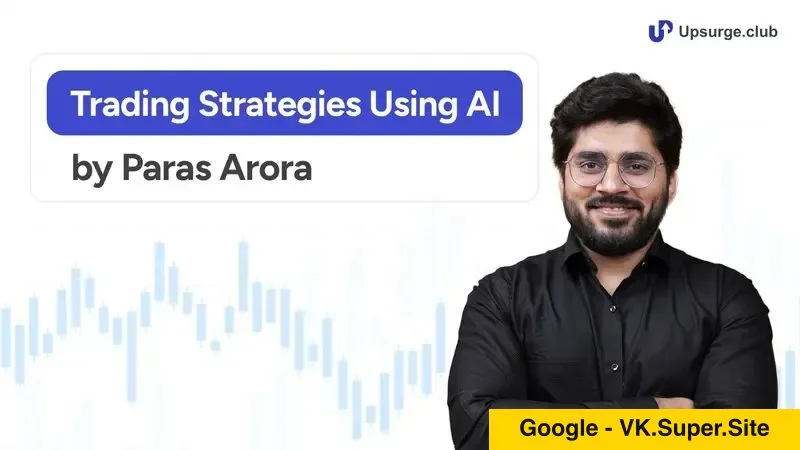 Upsurge.club
Trading Strategies Using AI
by Paras Arora
Google - VK.Super.Site